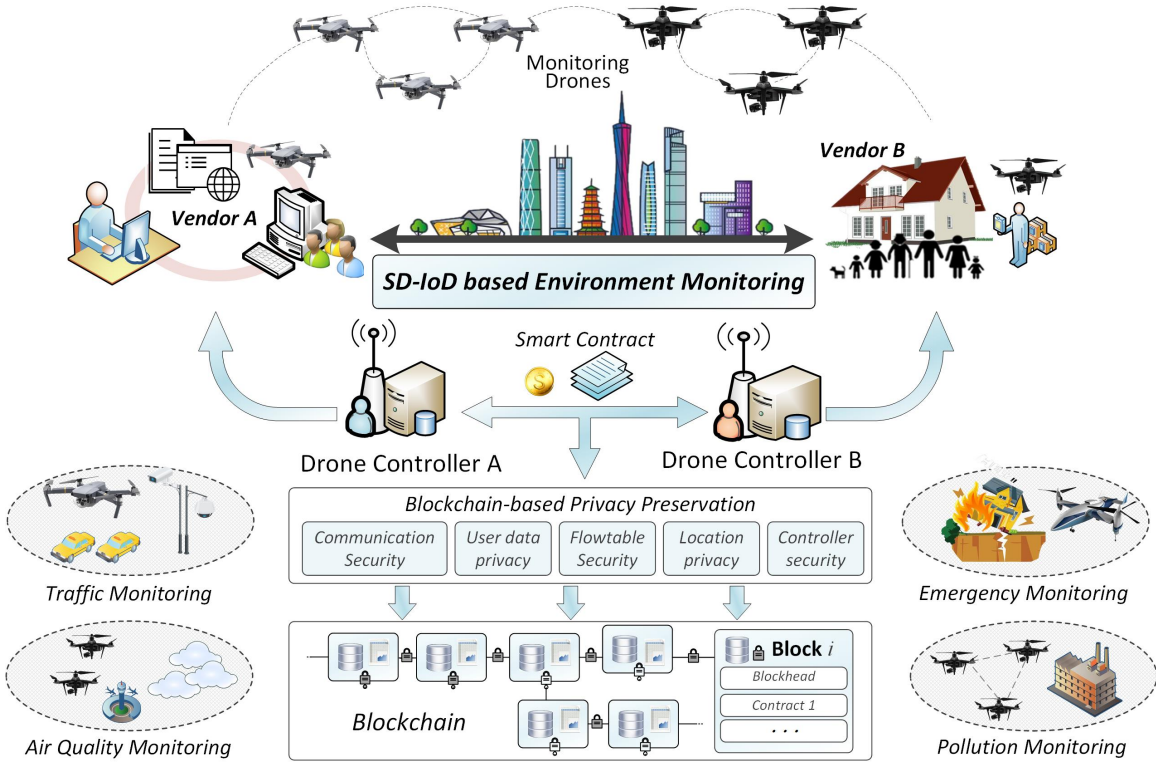 Monitoring
Drones
Vendor A
Vendor B
SD-IoD based Environment Monitoring
Smart Contract
Drone Controller A
Drone Controller B
Blockchain-based Privacy Preservation
Communication
Security
User data
privacy
Flowtable
Security
Location
privacy
Controller
security
Traffic Monitoring
Emergency Monitoring
Block i
Blockhead
Contract 1
. . .
Blockchain
Air Quality Monitoring
Pollution Monitoring